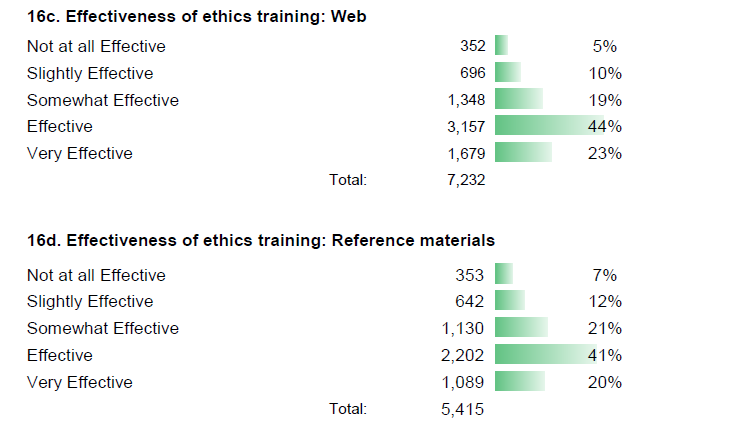 16c. Effectiveness of ethics training: Web
Not at all Effective 352 5%
Slightly Effective 696 10%
Somewhat Effective 1,348 19%
Effective 3,157 44%
Very Effective 1,679 23%
Total: 7,232
16d. Effectiveness of ethics training: Reference materials
Not at all Effective 353 7%
Slightly Effective 642 12%
Somewhat Effective 1,130 21%
Effective 2,202 41%
Very Effective 1,089 20%
Total: 5,415